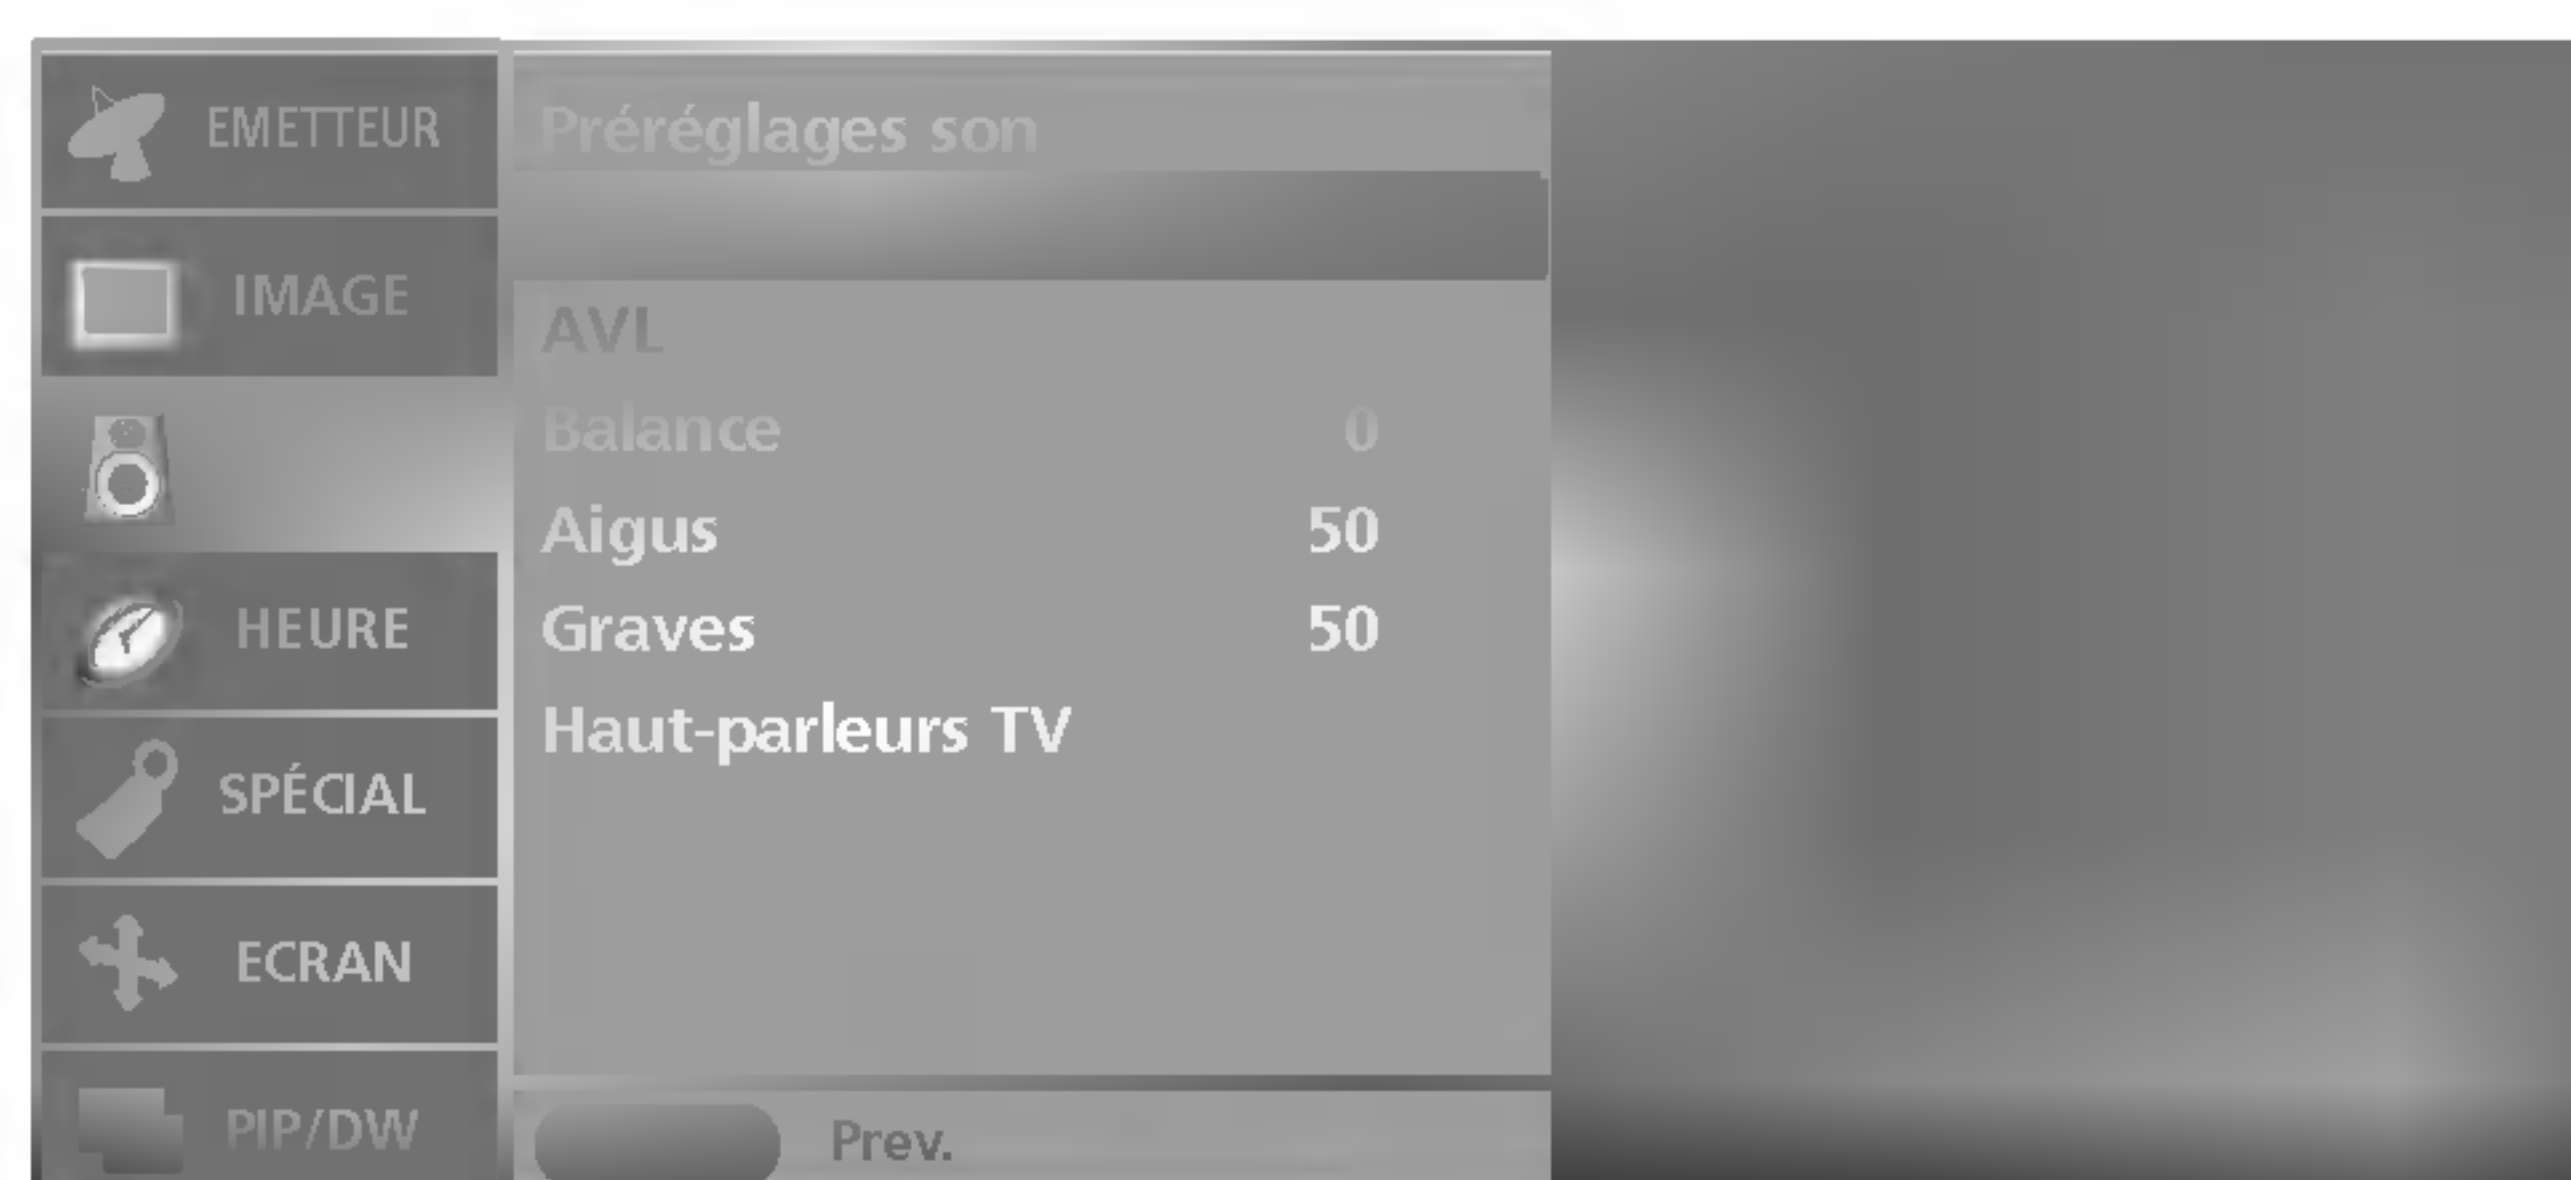 EMETTEUR
IMAGE
HEURE
SPÉCIAL
ECRAN
PIP/DW
Préréglages son
AVL
Balance 0
Aigus 50
Graves 50
Haut-parleurs TV
Prev.